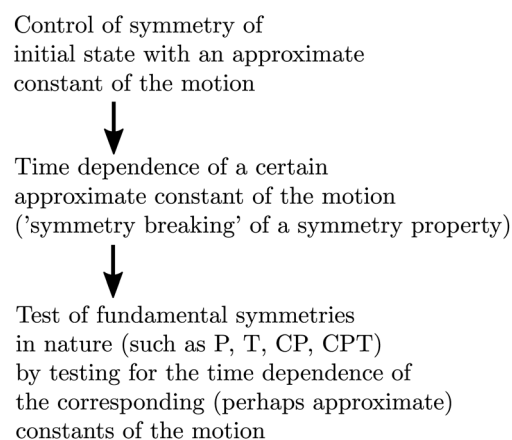 Control of symmetry of
initial state with an approximate
constant of the motion
Time dependence of a certain
approximate constant of the motion
('symmetry breaking' of a symmetry property)
Test of fundamental symmetries
in nature (such as P, T, CP, CPT)
by testing for the time dependence of
the corresponding (perhaps approximate)
constants of the motion